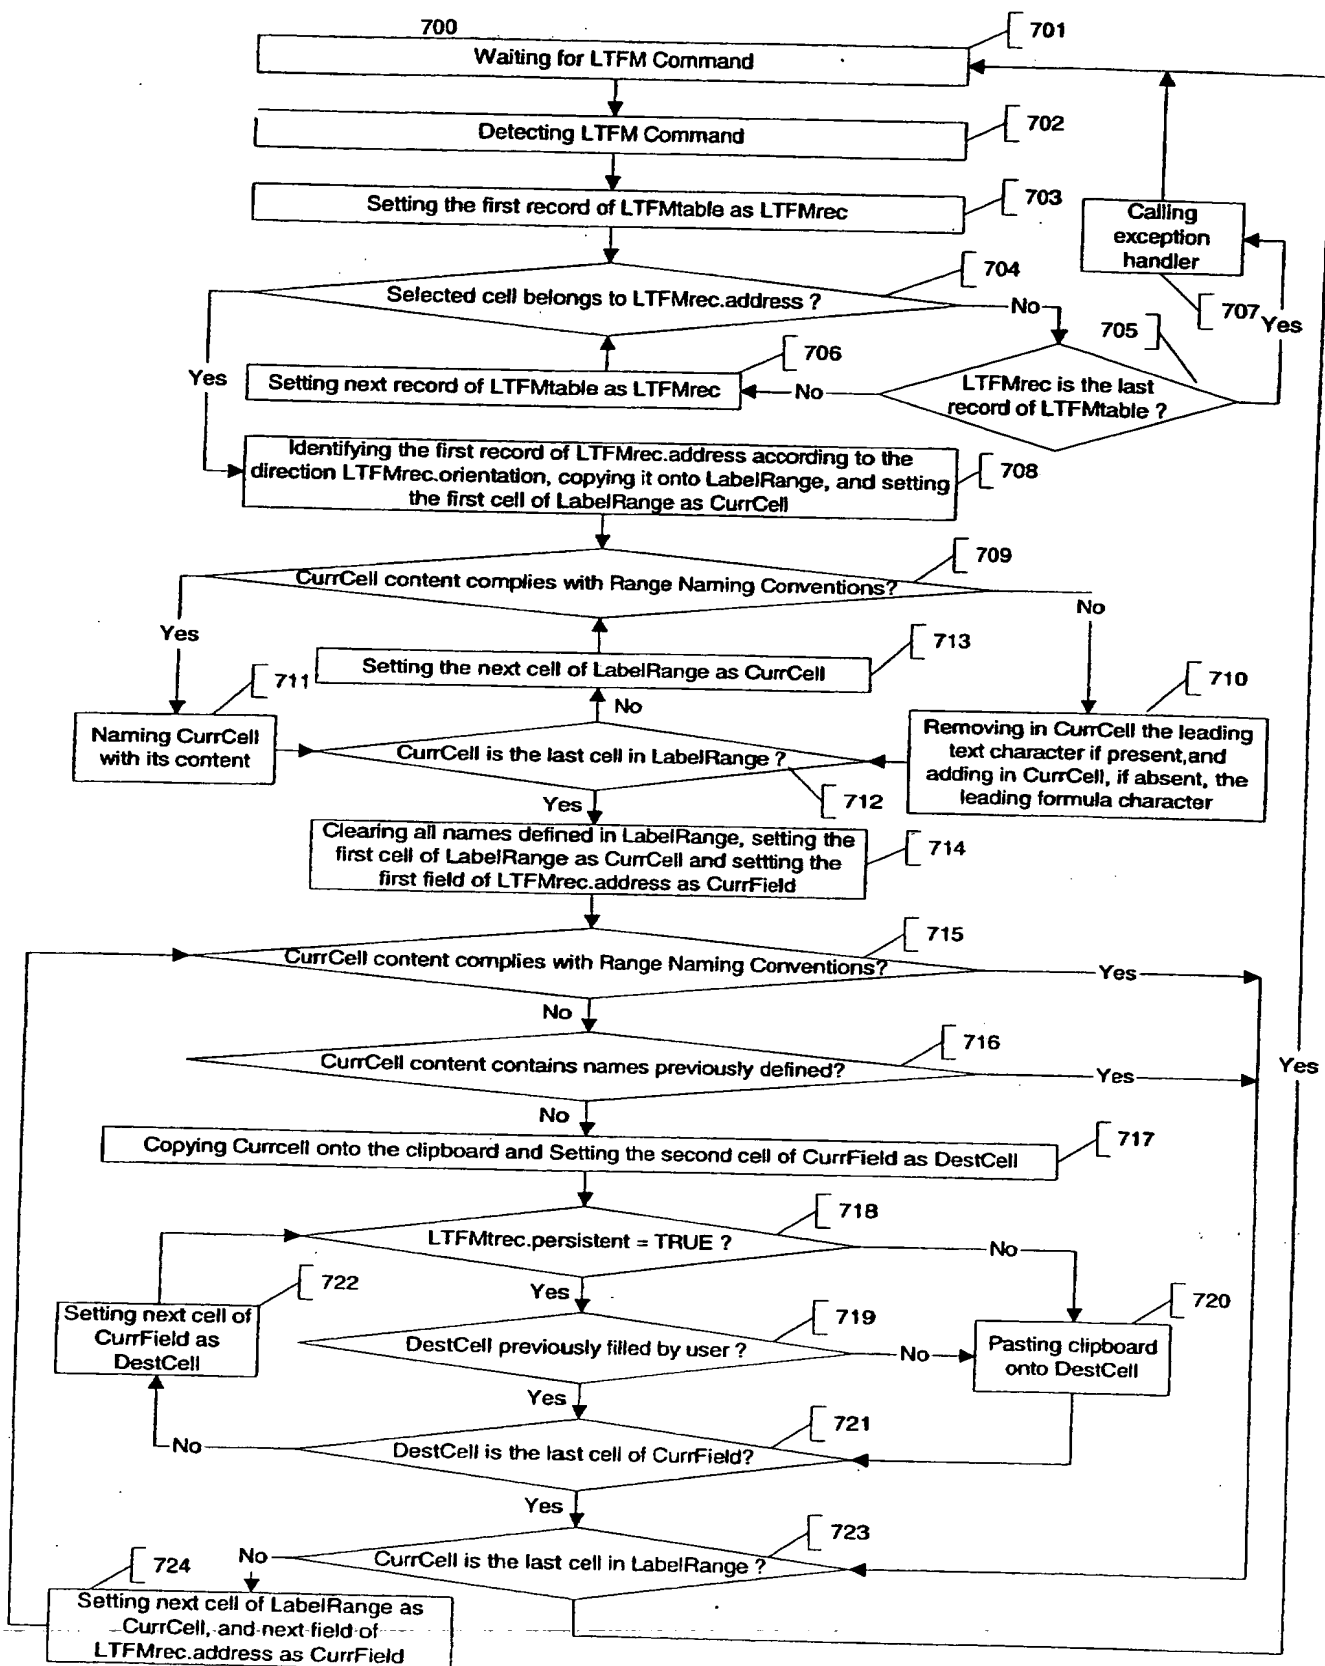 700
701
Waiting for LTFM Command
702
Detecting LTFM Command
703
Setting the first record of LTFMtable as LTFMrec
Calling
exception
handler
704
Selected cell belongs to LTFMrec.address ?
No
707
Yes
705
706
Yes
Setting next record of LTFMtable as LTFMrec
No
LTFMrec is the last
record of LTFMtable ?
Identifying the first record of LTFMrec.address according to the
direction LTFMrec.orientation, copying it onto LabelRange, and setting
the first cell of LabelRange as CurrCell
708
709
CurrCell content complies with Range Naming Conventions?
No
Yes
713
Setting the next cell of LabelRange as CurrCell
711
710
No
Naming CurrCell
with its content
CurrCell is the last cell in LabelRange ?
Removing in CurrCell the leading
text character if present,and
adding in CurrCell, if absent, the
leading formula character
712
Yes
Clearing all names defined in LabelRange, setting the
first cell of LabelRange as CurrCell and settting the
first field of LTFMrec.address as CurrField
714
715
CurrCell content complies with Range Naming Conventions?
Yes
No
716
CurrCell content contains names previously defined?
Yes
Yes
No
717
Copying Currcell onto the clipboard and Setting the second cell of CurrField as DestCell
718
LTFMtrec.persistent = TRUE ?
No
722
Yes
Setting next cell of
CurrField as
DestCell
719
720
DestCell previously filled by user ?
No
Pasting clipboard
onto DestCell
Yes
721
No
DestCell is the last cell of CurrField?
Yes
723
No
CurrCell is the last cell in LabelRange ?
724
Setting next cell of LabelRange as
CurrCell, and next field of
LTFMrec.address as CurrField